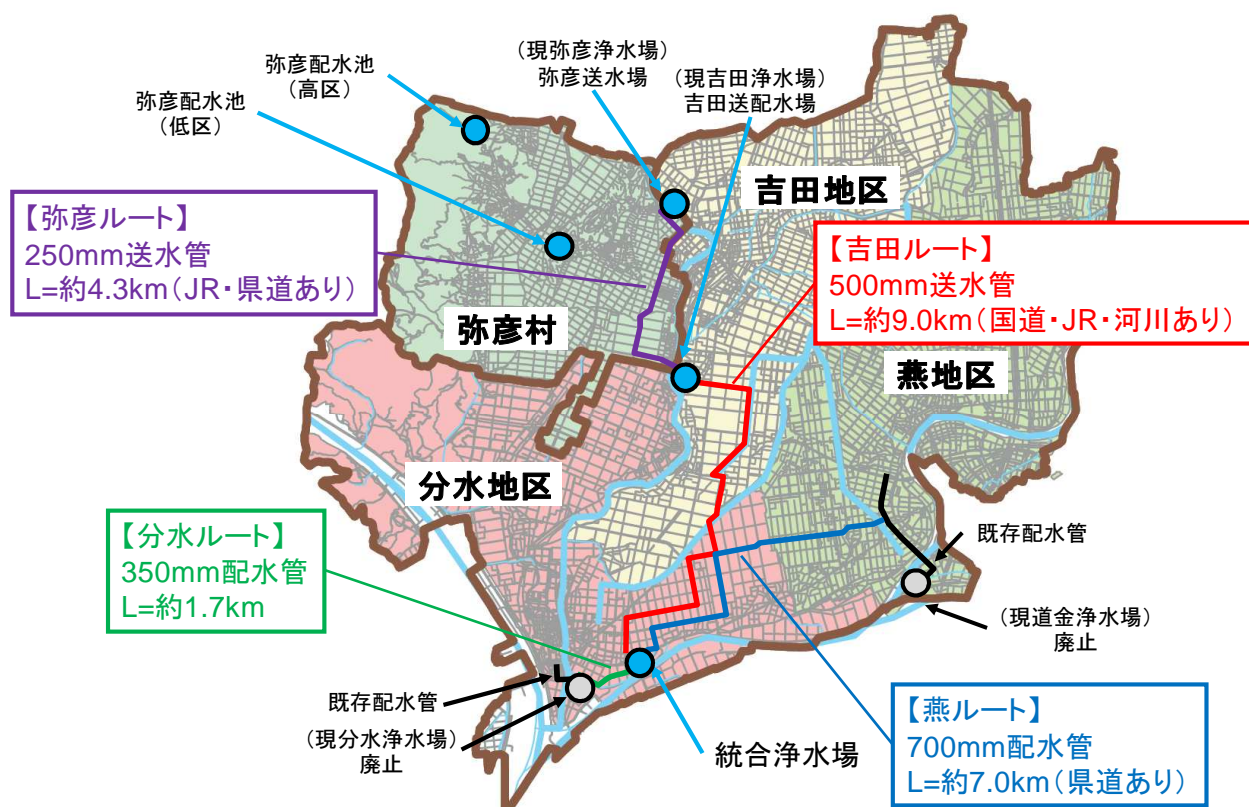 (現弥彦浄水場)
弥彦送水場
弥彦配水池
(高区)
(現吉田浄水場)
吉田送配水場
弥彦配水池
(低区)
吉田地区
【弥彦ルート】
250mm送水管
L=約4.3km(JR・県道あり)
【吉田ルート】
500mm送水管
L=約9.0km(国道・JR・河川あり)
弥彦村
燕地区
分水地区
【分水ルート】
350mm配水管
L=約1.7km
既存配水管
(現道金浄水場)
廃止
既存配水管
(現分水浄水場)
廃止
統合浄水場
【燕ルート】
700mm配水管
L=約7.0km(県道あり)